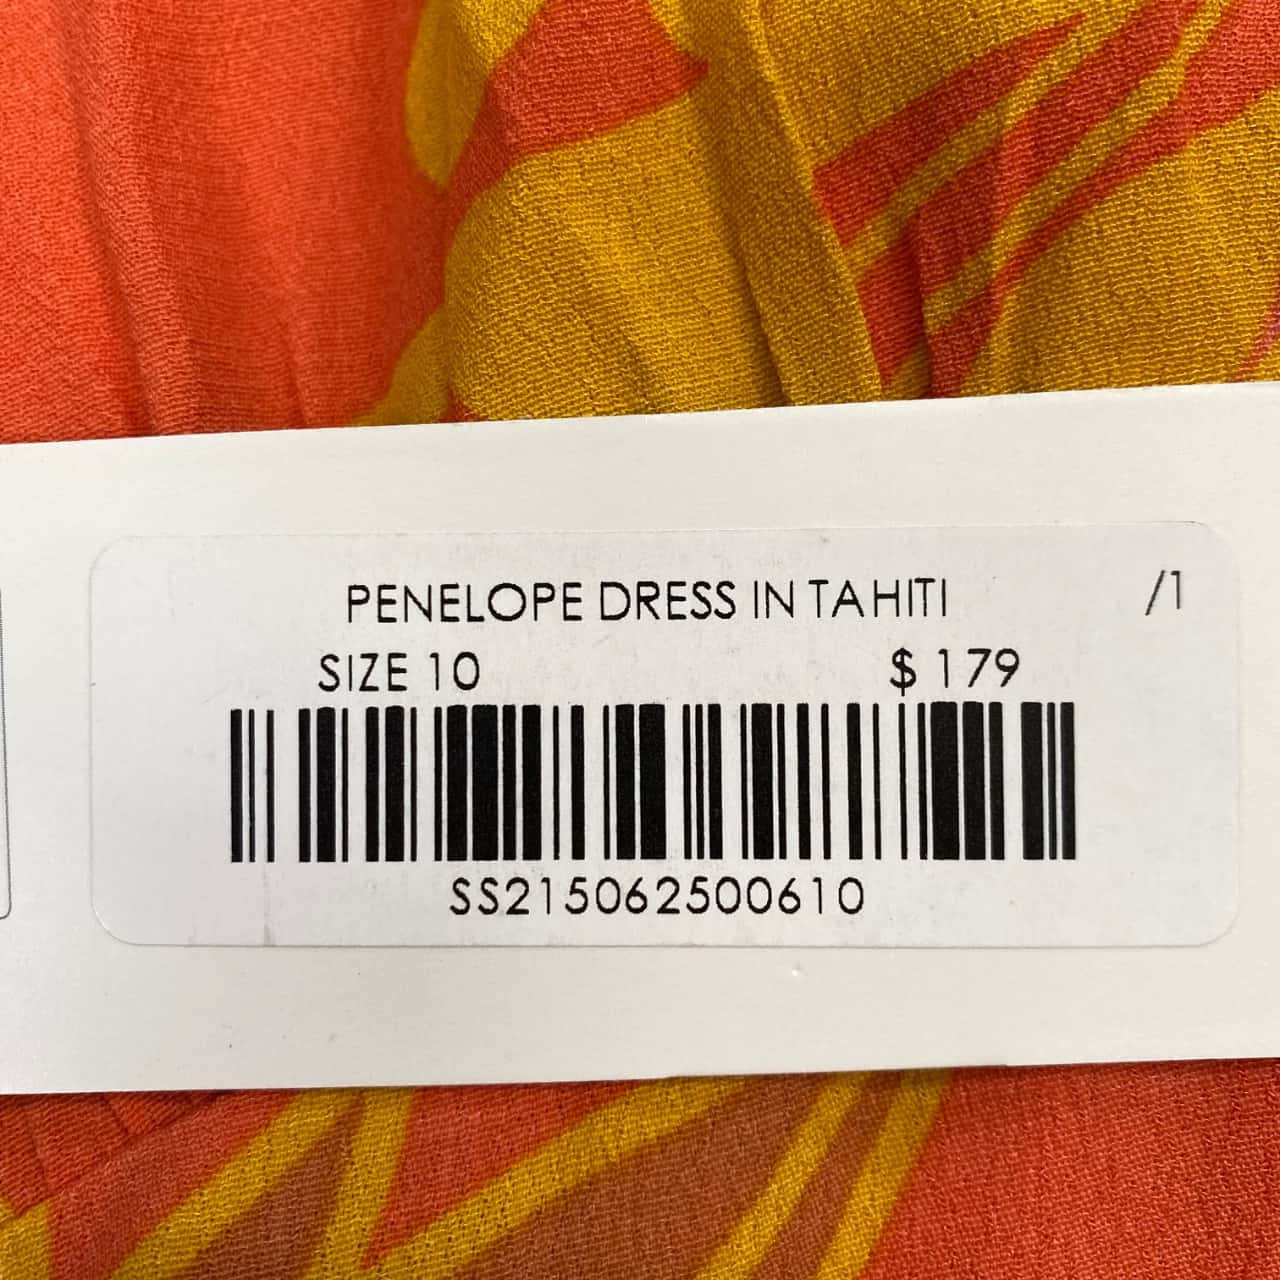 PENELOPE DRESS IN TAHITI /1
SIZE 10 $ 179
SS215062500610